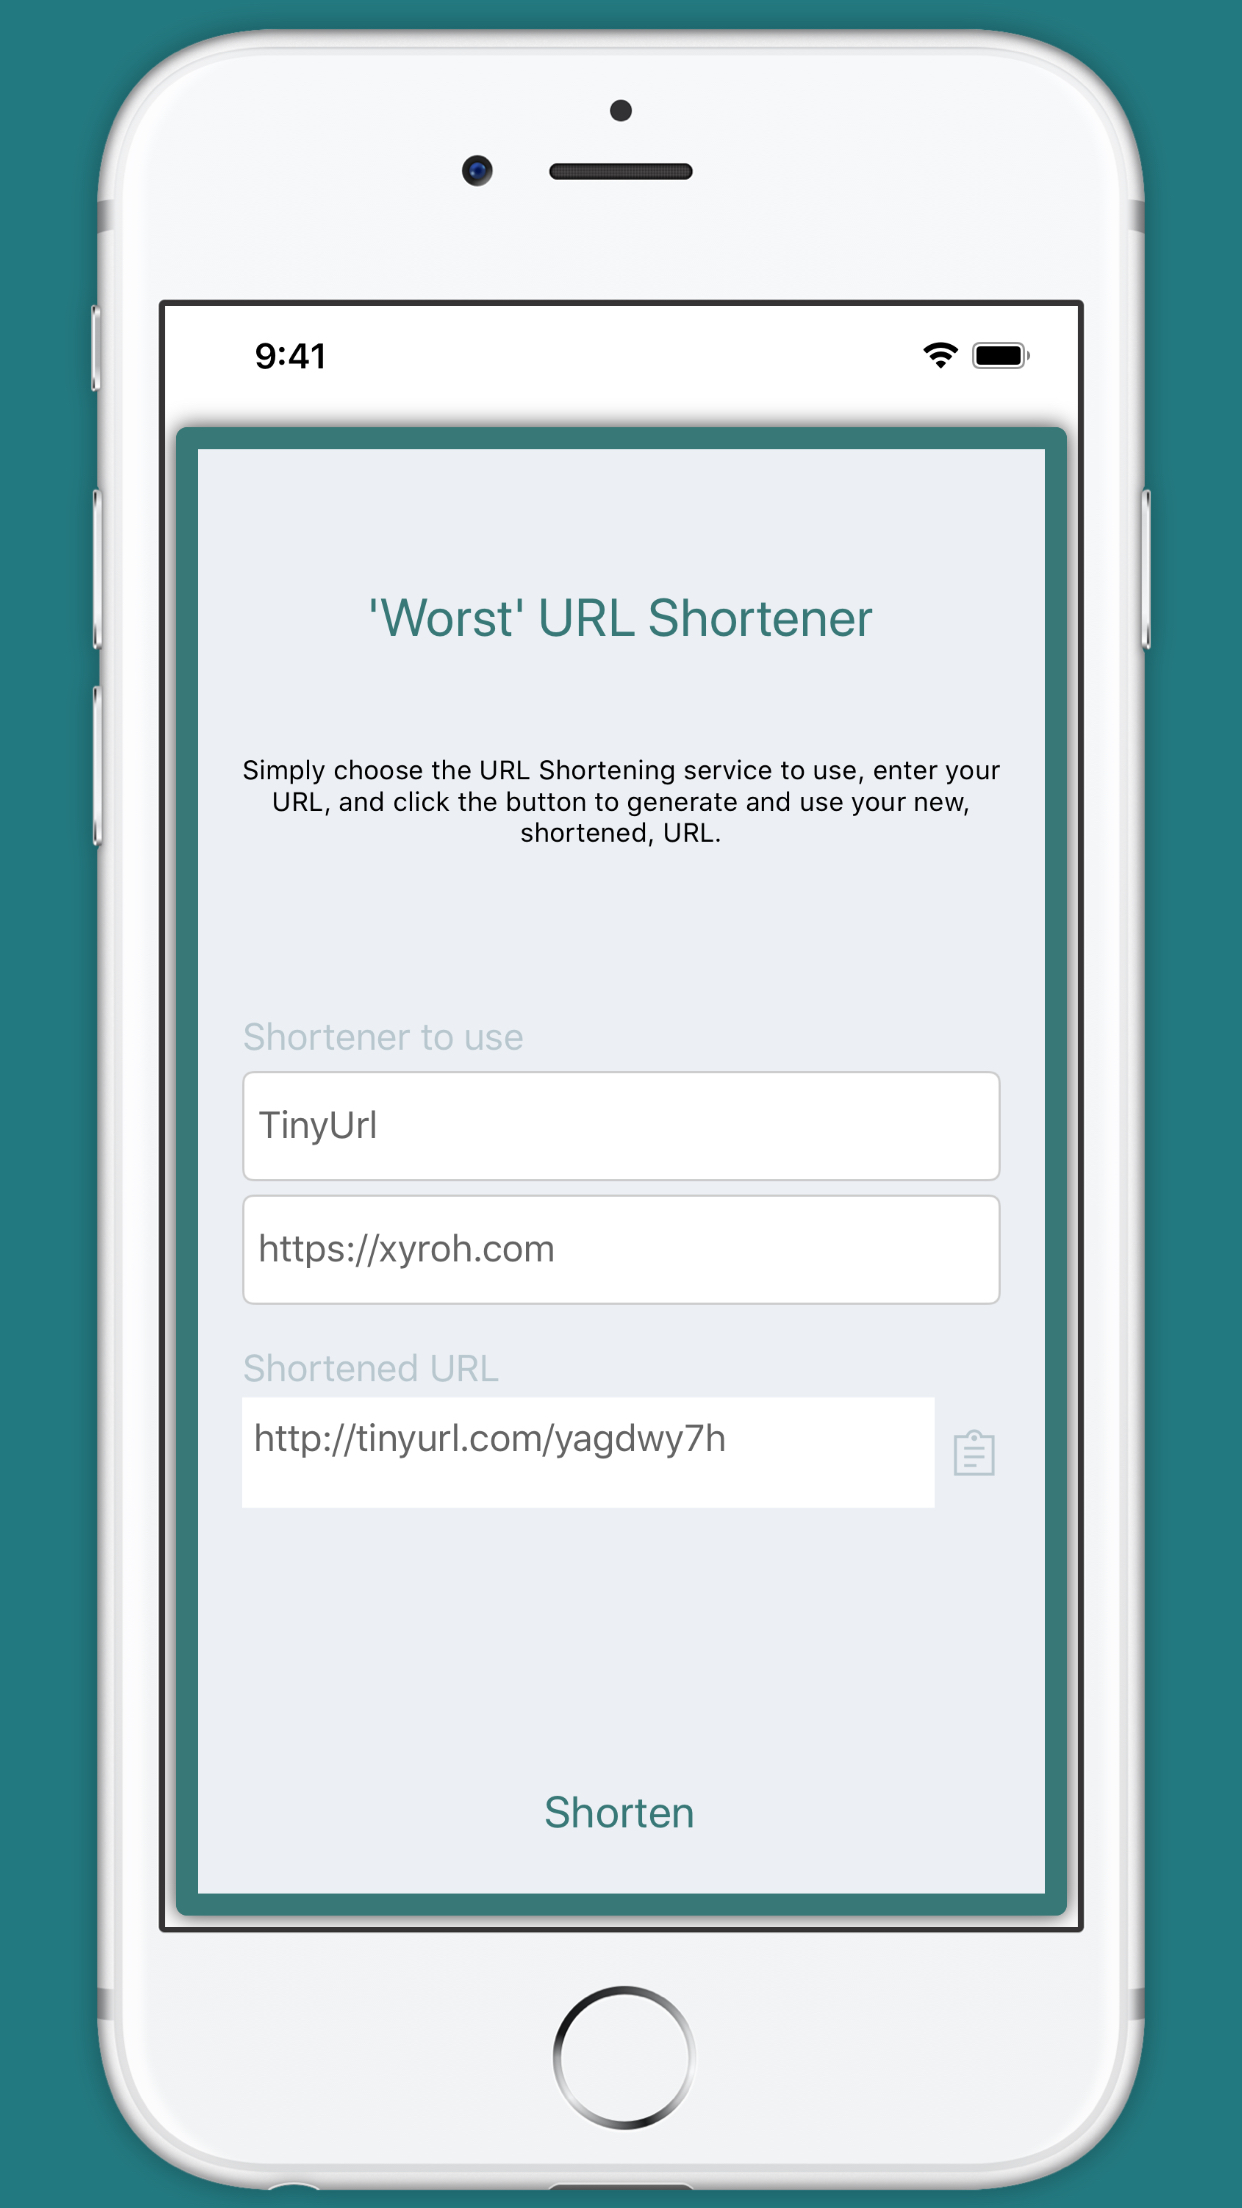 9:41
'Worst' URL Shortener
Simply choose the URL Shortening service to use, enter your
URL, and click the button to generate and use your new,
shortened, URL.
Shortener to use
TinyUrl
https://xyroh.com
Shortened URL
http://tinyurl.com/yagdwy7h
Shorten